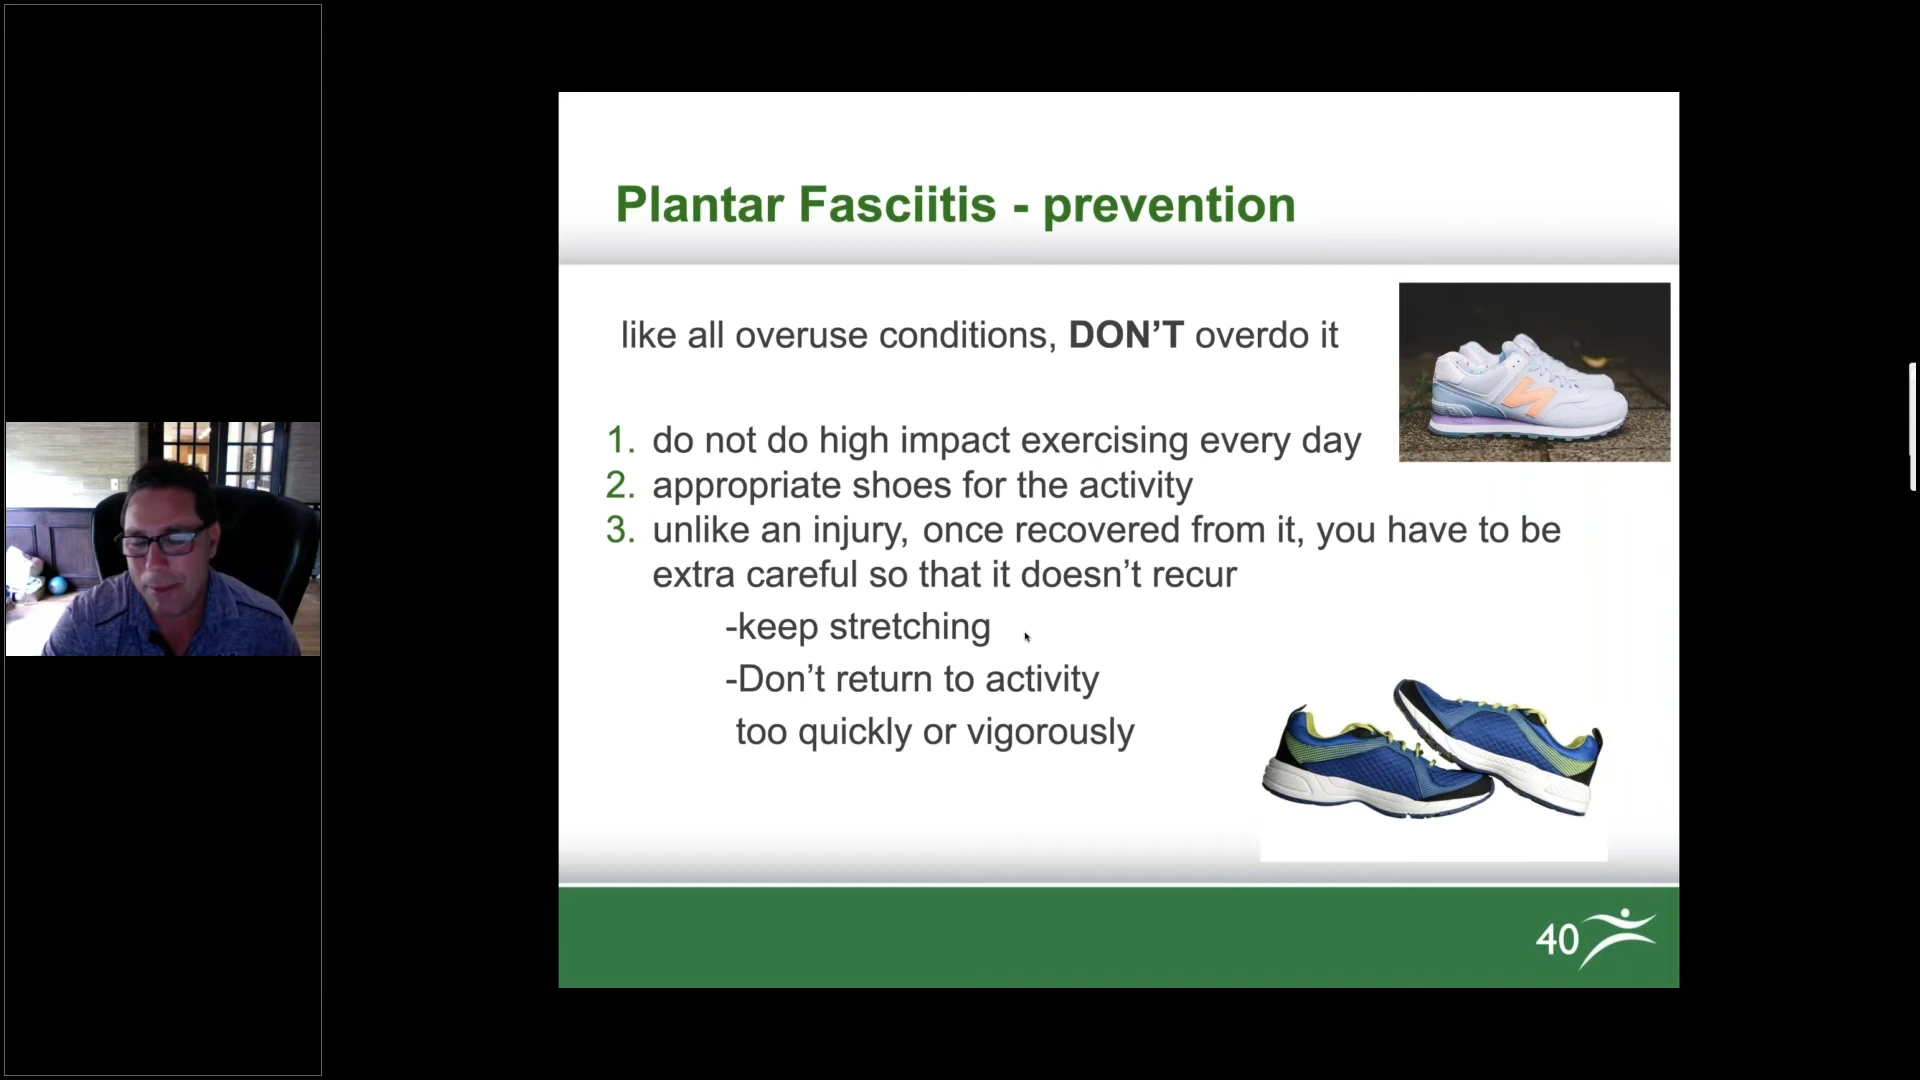 Plantar Fasciitis - prevention
like all overuse conditions, DON’T overdo it
1. do not do high impact exercising every day
2. appropriate shoes for the activity
3. unlike an injury, once recovered from it, you have to be
extra careful so that it doesn’t recur
-keep stretching
-Don’t return to activity
too quickly or vigorously
40